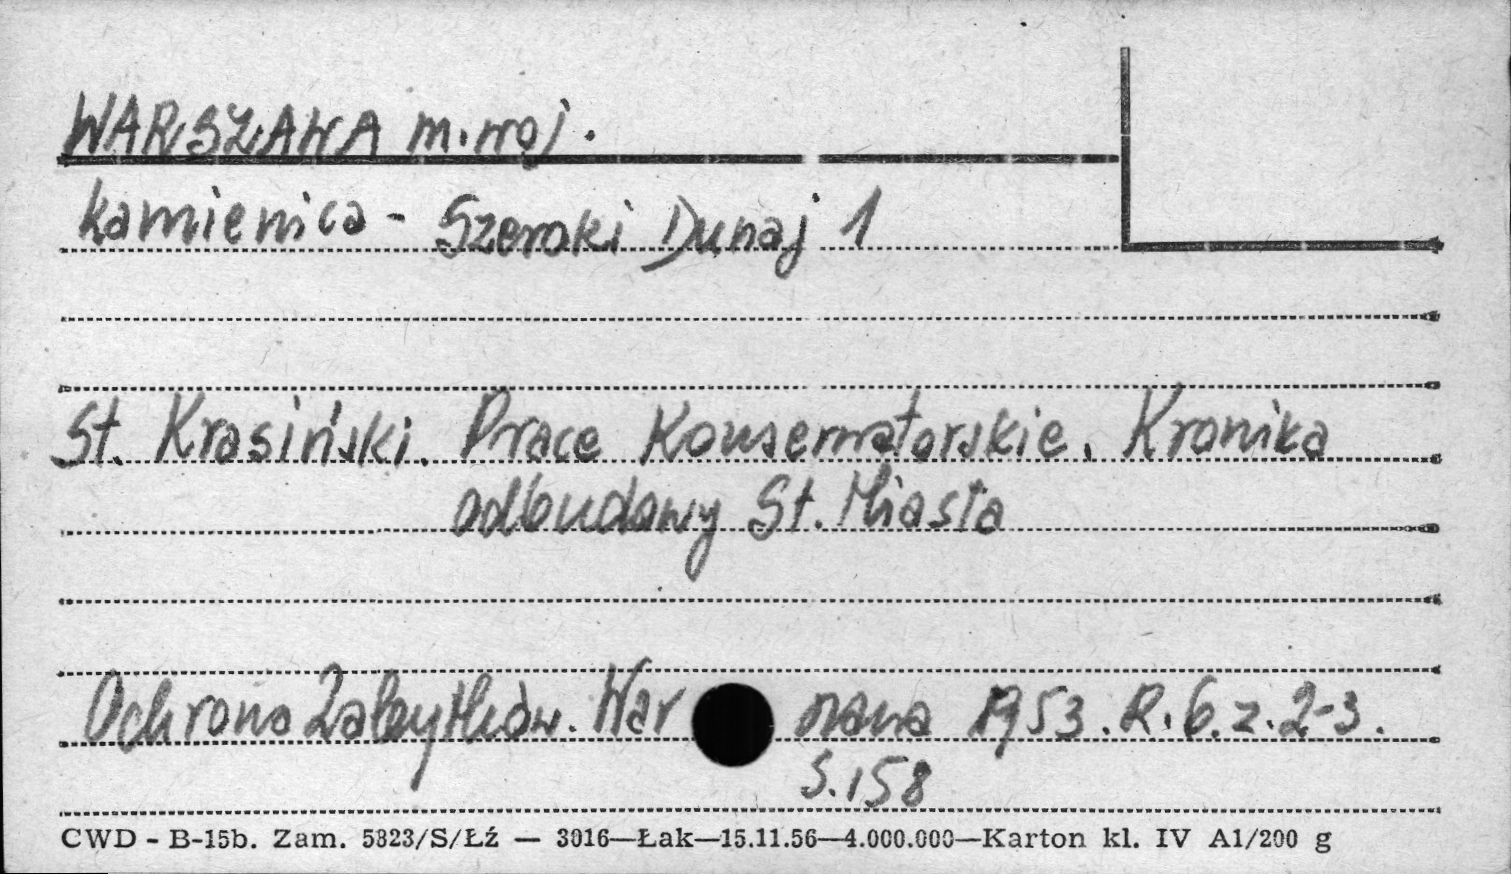 WARSZAWA m. woj.
kamienica - Szeroki Dunaj 1
St. Krasiński. Prace Konserwatorskie. Kronika
odbudowy St. Miasta
Ochrona Zabytków. War zawa 1953. R. 6. z. 2-3.
S. 158
CWD - B-15b. Zam. 5823/S/Łź — 3016—Łak—15.11.56—4.000.000—Karton kl. IV A1/200 g